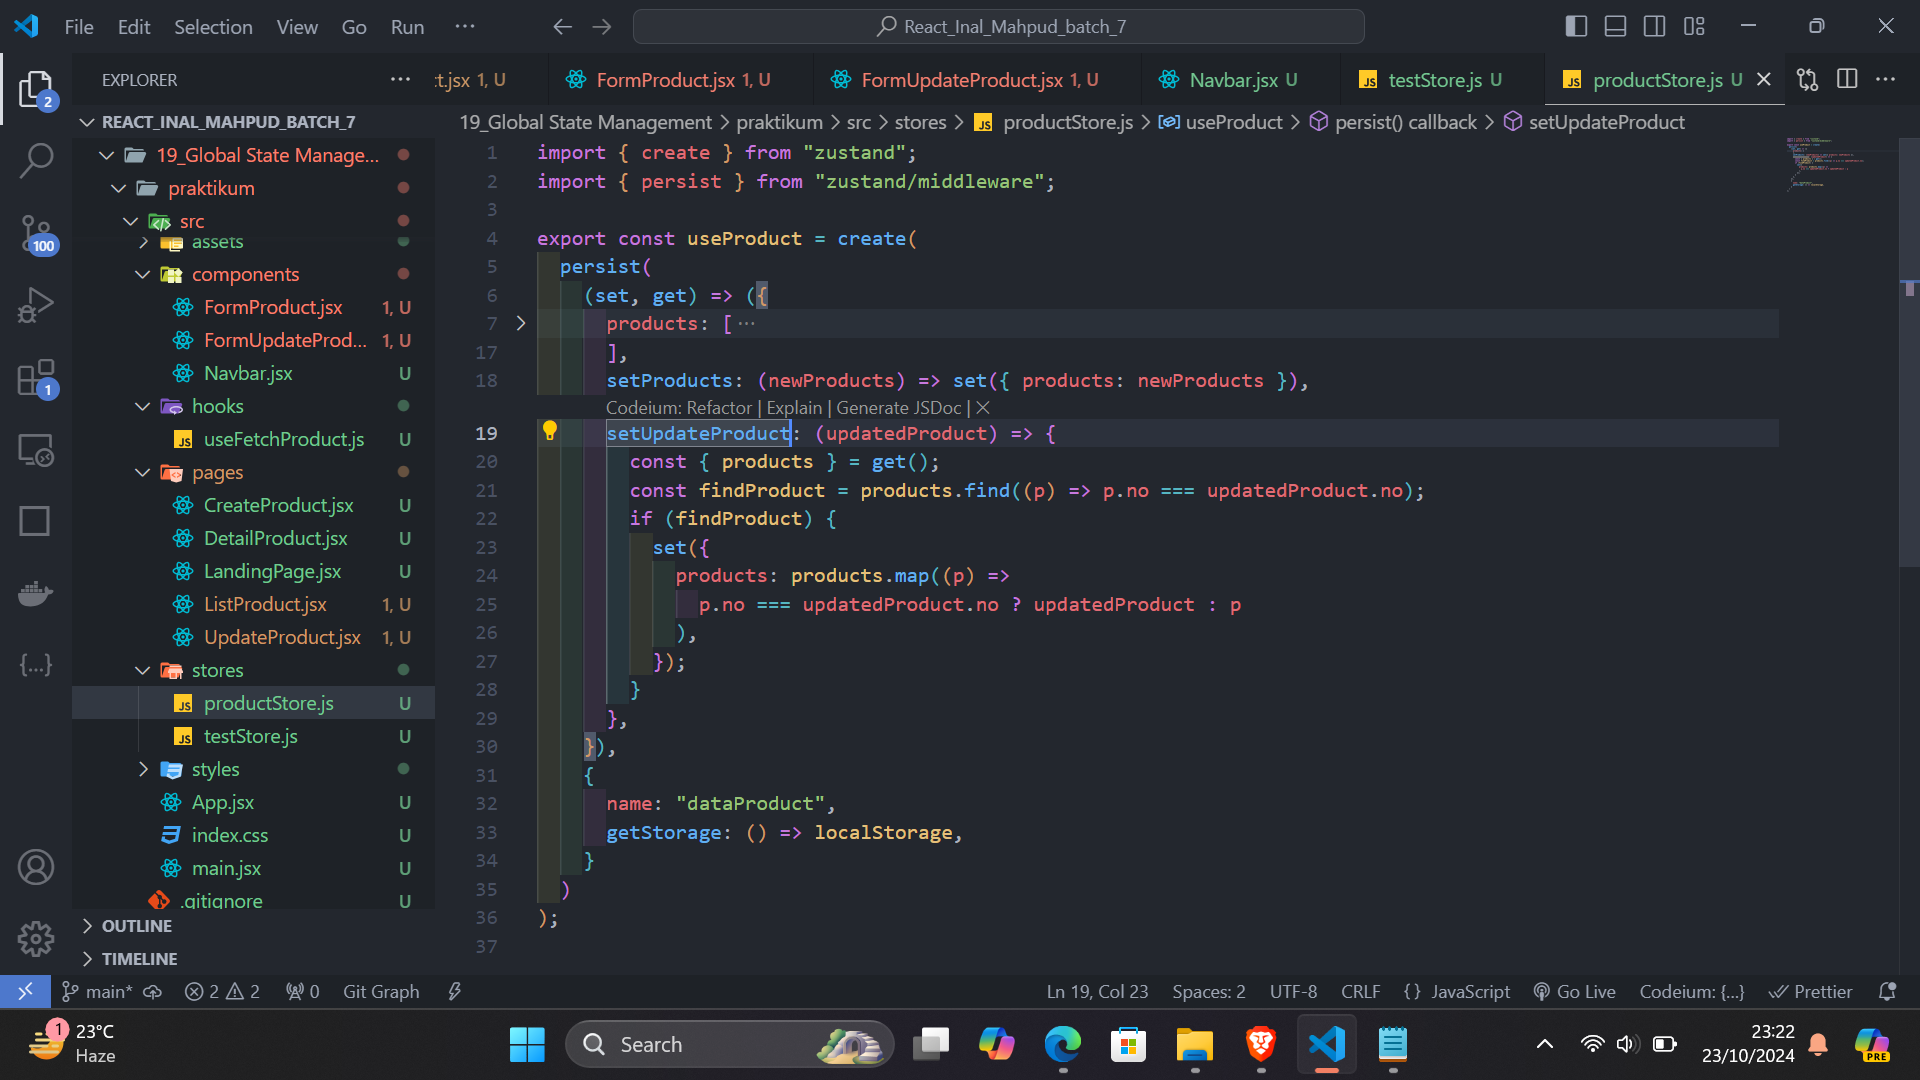 File Edit Selection View Go Run ···
React_Inal_Mahpud_batch_7
EXPLORER ···
:t.jsx 1, U
FormProduct.jsx 1, U
FormUpdateProduct.jsx 1, U
Navbar.jsx U
testStore.js U
productStore.js U
REACT_INAL_MAHPUD_BATCH_7
19_Global State Management > praktikum > src > stores > JS productStore.js > useProduct > persist() callback > setUpdateProduct
19_Global State Manage...
praktikum
src
assets
components
FormProduct.jsx 1, U
FormUpdateProd... 1, U
Navbar.jsx U
hooks
JS useFetchProduct.js U
pages
CreateProduct.jsx U
DetailProduct.jsx U
LandingPage.jsx U
ListProduct.jsx 1, U
UpdateProduct.jsx 1, U
stores
JS productStore.js U
JS testStore.js U
styles
App.jsx U
index.css U
main.jsx U
.gitignore U
OUTLINE
TIMELINE
2
100
1
{...}
1 import { create } from "zustand";
2 import { persist } from "zustand/middleware";
3
4 export const useProduct = create(
5 persist(
6 (set, get) => ({
7 products: [ ···
17 ],
18 setProducts: (newProducts) => set({ products: newProducts }),
Codeium: Refactor | Explain | Generate JSDoc | ×
19 setUpdateProduct: (updatedProduct) => {
20 const { products } = get();
21 const findProduct = products.find((p) => p.no === updatedProduct.no);
22 if (findProduct) {
23 set({
24 products: products.map((p) =>
25 p.no === updatedProduct.no ? updatedProduct : p
26 ),
27 });
28 }
29 },
30 }),
31 {
32 name: "dataProduct",
33 getStorage: () => localStorage,
34 }
35 )
36 );
37
main* 2 2 0 Git Graph
Ln 19, Col 23 Spaces: 2 UTF-8 CRLF {} JavaScript Go Live Codeium: {...} Prettier
1 23°C
Haze
Search
23:22
23/10/2024
PRE